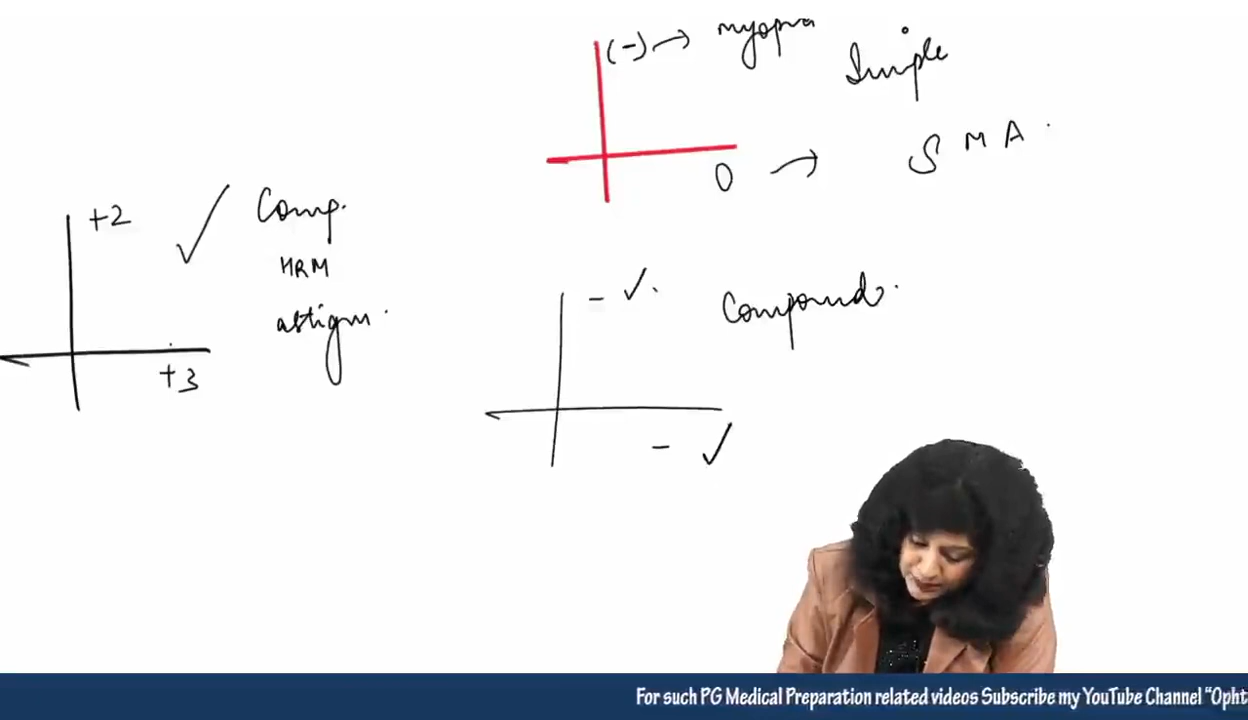 (-) → myopia
Simple
0 → S M A.
+2
Comp.
HRM
astigm.
+3
- ✓.
Compound.
- ✓
For such PG Medical Preparation related videos Subscribe my YouTube Channel “Opht